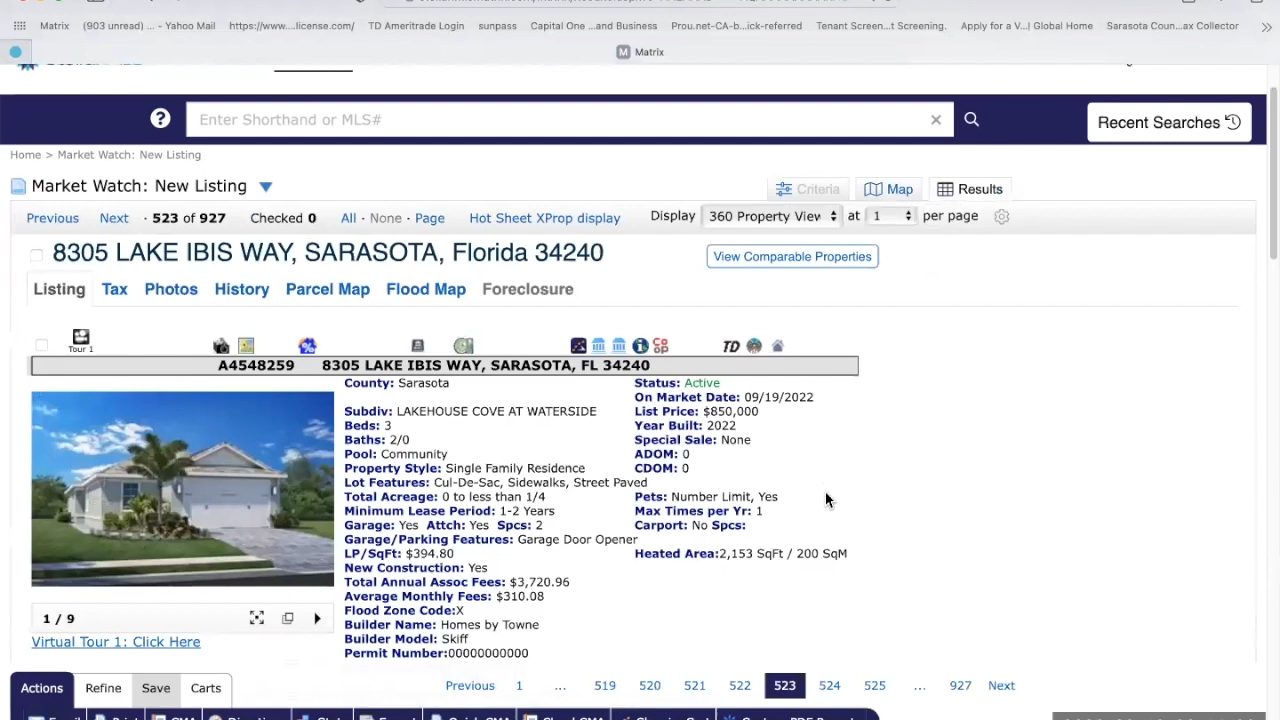 Matrix (903 unread) ... - Yahoo Mail https://www....license.com/ TD Ameritrade Login sunpass Capital One ...and Business Prou.net-CA-b...ick-referred Tenant Screen...t Screening. Apply for a V...| Global Home Sarasota Coun...ax Collector
M Matrix
? Enter Shorthand or MLS# Recent Searches
Home > Market Watch: New Listing
Market Watch: New Listing Criteria Map Results
Previous Next · 523 of 927 Checked 0 All · None · Page Hot Sheet XProp display Display 360 Property View at 1 per page
8305 LAKE IBIS WAY, SARASOTA, Florida 34240 View Comparable Properties
Listing Tax Photos History Parcel Map Flood Map Foreclosure
Tour 1 TD
A4548259 8305 LAKE IBIS WAY, SARASOTA, FL 34240
County: Sarasota Status: Active
On Market Date: 09/19/2022
Subdiv: LAKEHOUSE COVE AT WATERSIDE List Price: $850,000
Beds: 3 Year Built: 2022
Baths: 2/0 Special Sale: None
Pool: Community ADOM: 0
Property Style: Single Family Residence CDOM: 0
Lot Features: Cul-De-Sac, Sidewalks, Street Paved
Total Acreage: 0 to less than 1/4 Pets: Number Limit, Yes
Minimum Lease Period: 1-2 Years Max Times per Yr: 1
Garage: Yes Attch: Yes Spcs: 2 Carport: No Spcs:
Garage/Parking Features: Garage Door Opener
LP/SqFt: $394.80 Heated Area:2,153 SqFt / 200 SqM
New Construction: Yes
Total Annual Assoc Fees: $3,720.96
Average Monthly Fees: $310.08
Flood Zone Code:X
1 / 9
Builder Name: Homes by Towne
Builder Model: Skiff
Virtual Tour 1: Click Here
Permit Number:00000000000
Actions Refine Save Carts Previous 1 ... 519 520 521 522 523 524 525 ... 927 Next